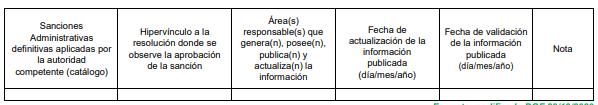 Sanciones
Administrativas
definitivas aplicadas por
la autoridad
competente (catálogo)
Hipervínculo a la
resolución donde se
observe la aprobación
de la sanción
Área(s)
responsable(s) que
genera(n), posee(n),
publica(n) y
actualiza(n) la
información
Fecha de
actualización de la
información
publicada
(día/mes/año)
Fecha de validación
de la información
publicada
(día/mes/año)
Nota